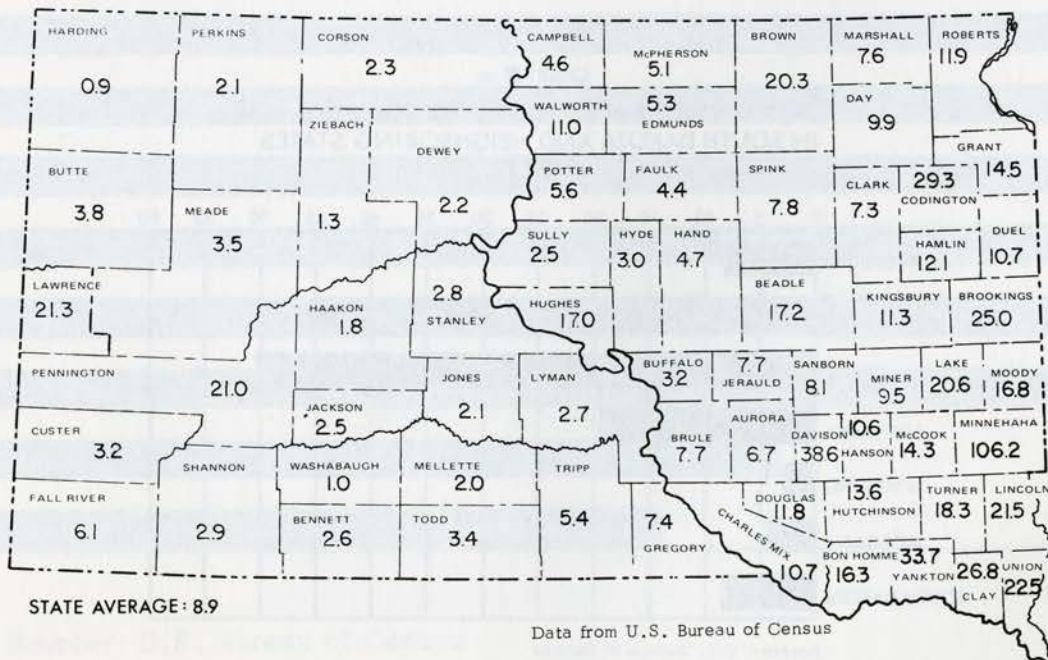 HARDING
0.9
PERKINS
2.1
CORSON
2.3
CAMPBELL
4.6
McPHERSON
5.1
BROWN
20.3
MARSHALL
7.6
ROBERTS
11.9
ZIEBACH
1.3
DEWEY
2.2
WALWORTH
11.0
5.3
EDMUNDS
DAY
9.9
GRANT
14.5
BUTTE
3.8
MEADE
3.5
POTTER
5.6
FAULK
4.4
SPINK
7.8
CLARK
7.3
29.3
CODINGTON
DUEL
10.7
SULLY
2.5
HYDE
3.0
HAND
4.7
HAMLIN
12.1
LAWRENCE
21.3
HAAKON
1.8
2.8
STANLEY
HUGHES
17.0
BEADLE
17.2
KINGSBURY
11.3
BROOKINGS
25.0
PENNINGTON
21.0
JACKSON
2.5
JONES
2.1
LYMAN
2.7
BUFFALO
3.2
7.7
JERAULD
SANBORN
8.1
MINER
9.5
LAKE
20.6
MOODY
16.8
CUSTER
3.2
BRULE
7.7
AURORA
6.7
DAVISON
38.6
10.6
HANSON
McCOOK
14.3
MINNEHAHA
106.2
FALL RIVER
6.1
SHANNON
2.9
WASHABAUGH
1.0
MELLETTE
2.0
TRIPP
5.4
BENNETT
2.6
TODD
3.4
7.4
GREGORY
DOUGLAS
11.8
13.6
HUTCHINSON
TURNER
18.3
LINCOLN
21.5
CHARLES MIX
10.7
BON HOMME
16.3
33.7
YANKTON
26.8
CLAY
UNION
22.5
STATE AVERAGE: 8.9
Data from U.S. Bureau of Census